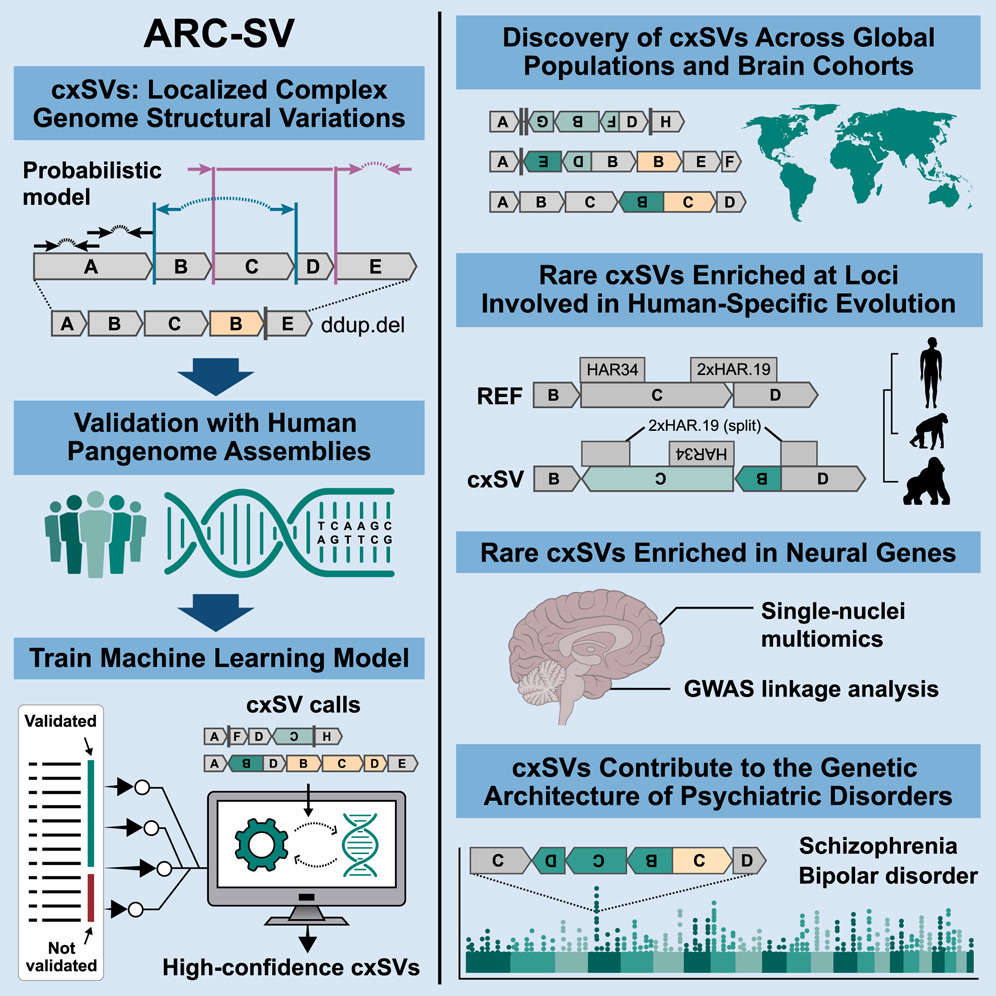 ARC-SV
cxSVs: Localized Complex
Genome Structural Variations
Probabilistic
model
A B C D E
A B C B E ddup.del
Validation with Human
Pangenome Assemblies
T C A A G C
A G T T C G
Train Machine Learning Model
Validated
Not
validated
cxSV calls
A F D C H
A B D B C D E
High-confidence cxSVs
Discovery of cxSVs Across Global
Populations and Brain Cohorts
A G B F D H
A E D B B E F
A B C B C D
Rare cxSVs Enriched at Loci
Involved in Human-Specific Evolution
HAR34 2xHAR.19
REF B C D
2xHAR.19 (split)
HAR34
cxSV B C B D
Rare cxSVs Enriched in Neural Genes
Single-nuclei
multiomics
GWAS linkage analysis
cxSVs Contribute to the Genetic
Architecture of Psychiatric Disorders
C D C B C D
Schizophrenia
Bipolar disorder